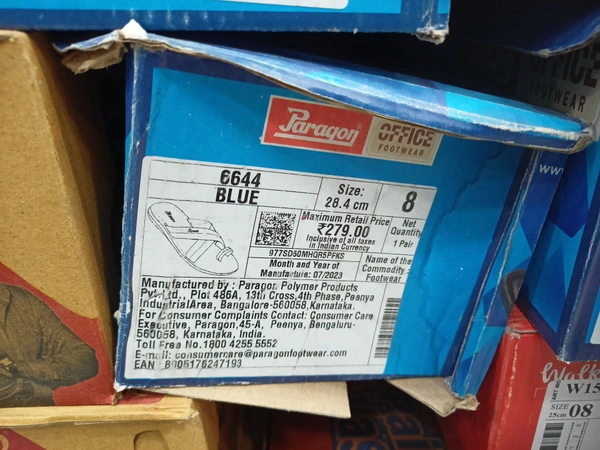 Paragon
OFFICE
FOOTWEAR
6644
BLUE
Size:
28.4 cm
8
Maximum Retail Price
₹279.00
Inclusive of all taxes
in Indian Currency
Net
Quantity
1 Pair
977SD50MHQR5PFKS
Month and Year of
Manufacture: 07/2023
Name of the
Commodity
Footwear
Manufactured by : Paragon Polymer Products
Pvt.Ltd., Plot 486A, 13th Cross,4th Phase,Peenya
IndustrialArea, Bangalore-560058,Karnataka.
For Consumer Complaints Contact: Consumer Care
Executive, Paragon,45-A, Peenya, Bengaluru-
560058, Karnataka, India.
Toll Free No.1800 4255 5552
E-mail: consumercare@paragonfootwear.com
EAN 8905176247193
OFFICE
FOOTWEAR
www
Walk
W15
SIZE
25cm
08